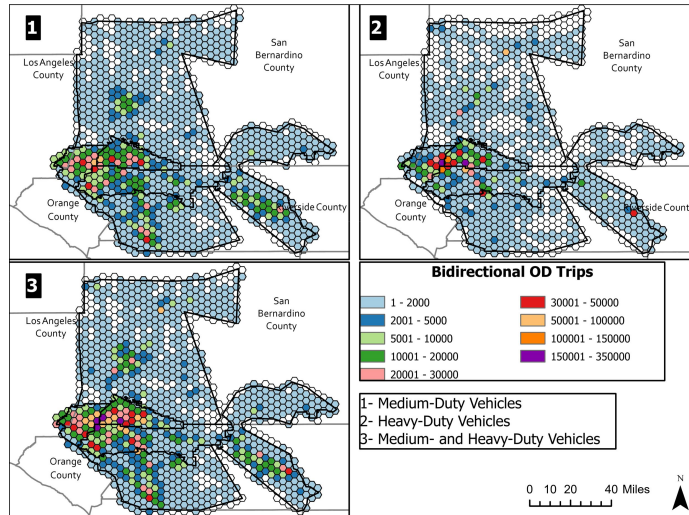 1
San
Bernardino
County
Los Angeles
County
Orange
County
Riverside County
2
San
Bernardino
County
Los Angeles
County
Orange
County
Riverside County
3
San
Bernardino
County
Los Angeles
County
Orange
County
Bidirectional OD Trips
1 - 2000
2001 - 5000
5001 - 10000
10001 - 20000
20001 - 30000
30001 - 50000
50001 - 100000
100001 - 150000
150001 - 350000
1- Medium-Duty Vehicles
2- Heavy-Duty Vehicles
3- Medium- and Heavy-Duty Vehicles
0 10 20 40 Miles
N